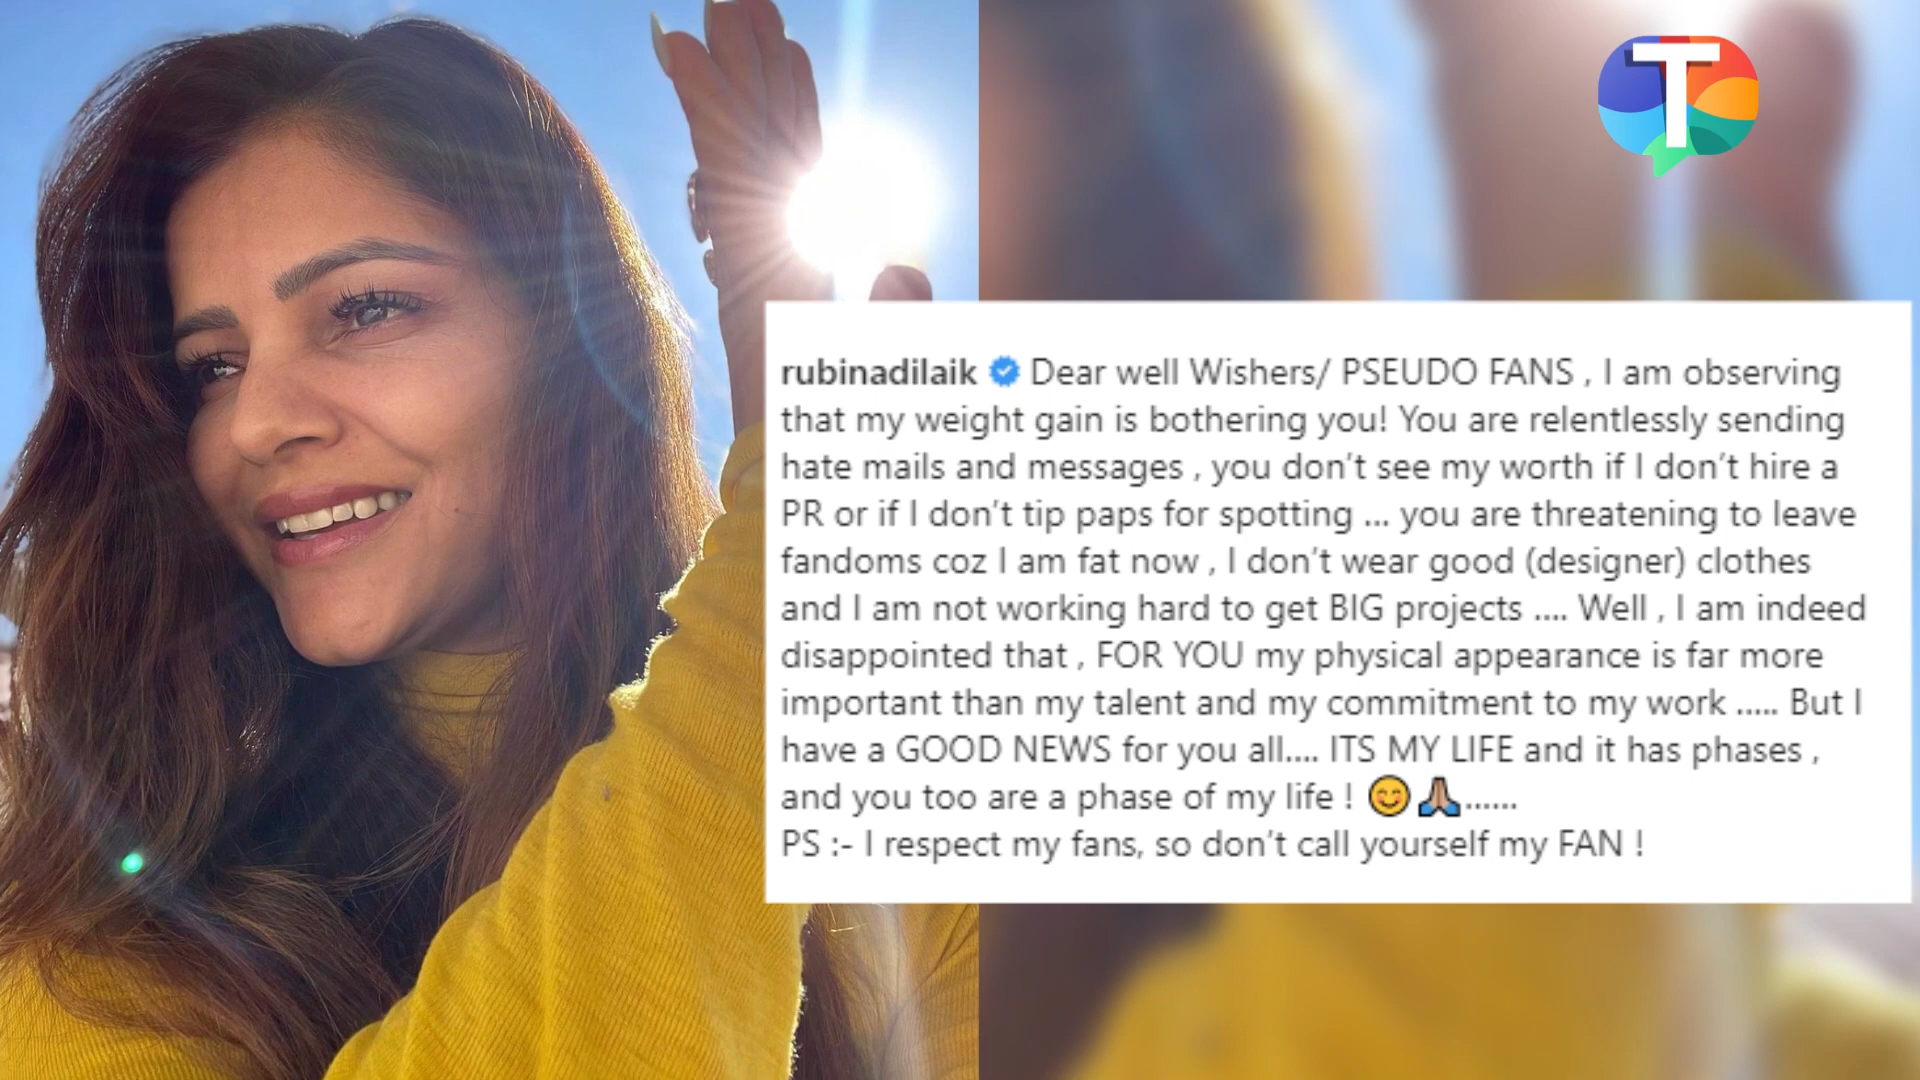 T
rubinadilaik Dear well Wishers/ PSEUDO FANS , I am observing
that my weight gain is bothering you! You are relentlessly sending
hate mails and messages , you don’t see my worth if I don’t hire a
PR or if I don’t tip paps for spotting ... you are threatening to leave
fandoms coz I am fat now , I don’t wear good (designer) clothes
and I am not working hard to get BIG projects .... Well , I am indeed
disappointed that , FOR YOU my physical appearance is far more
important than my talent and my commitment to my work ..... But I
have a GOOD NEWS for you all.... ITS MY LIFE and it has phases ,
and you too are a phase of my life ! 😊🙏🏽......
PS :- I respect my fans, so don’t call yourself my FAN !